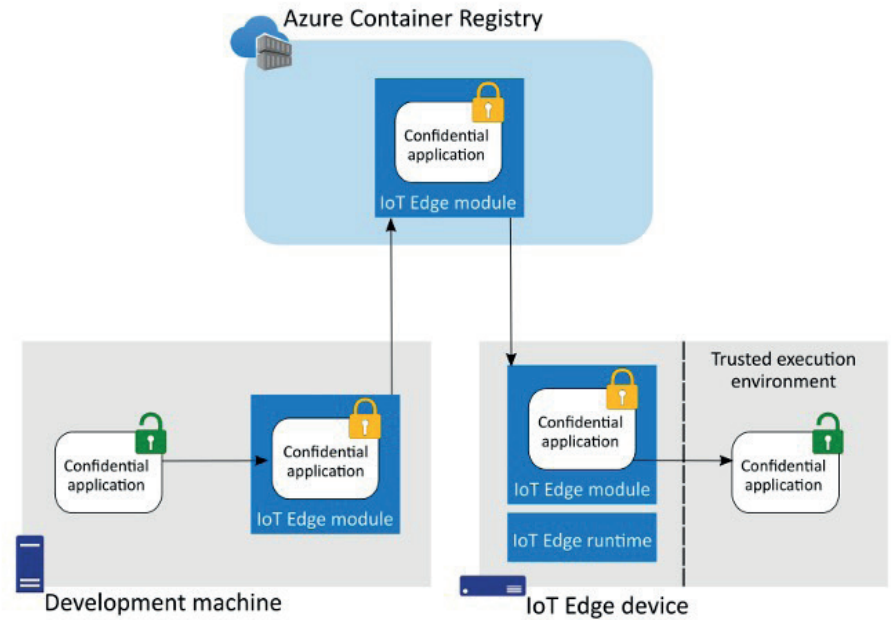 Azure Container Registry
Confidential
application
IoT Edge module
Confidential
application
Confidential
application
IoT Edge module
Development machine
Confidential
application
IoT Edge module
IoT Edge runtime
Trusted execution
environment
Confidential
application
IoT Edge device